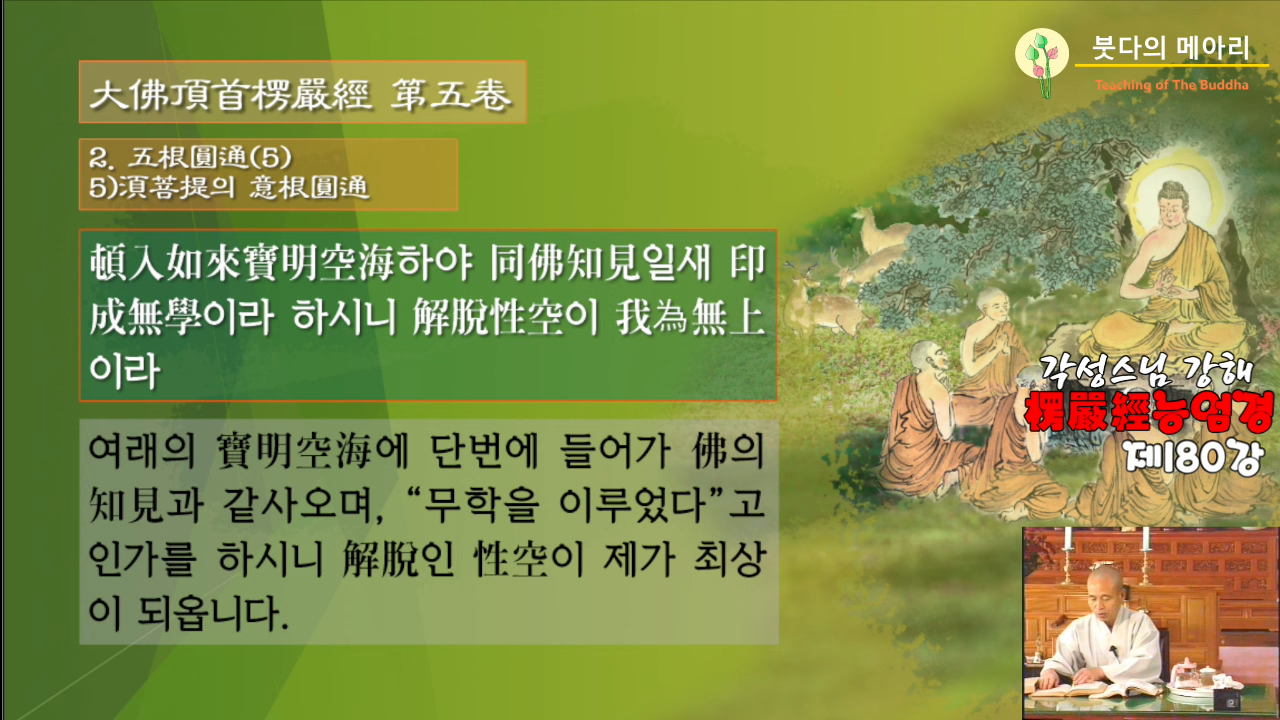 大佛頂首楞嚴經 第五卷
2. 五根圓通(5)
5)湏菩提의 意根圓通
頓入如來寶明空海하야 同佛知見일새 印
成無學이라 하시니 解脫性空이 我為無上
이라
여래의 寶明空海에 단번에 들어가 佛의
知見과 같사오며, “무학을 이루었다”고
인가를 하시니 解脫인 性空이 제가 최상
이 되옵니다.
붓다의 메아리
Teaching of The Buddha
각성스님 강해
楞嚴經능엄경
제180강